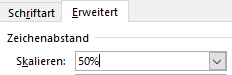 Schriftart Erweitert
Zeichenabstand
Skalieren: 50%